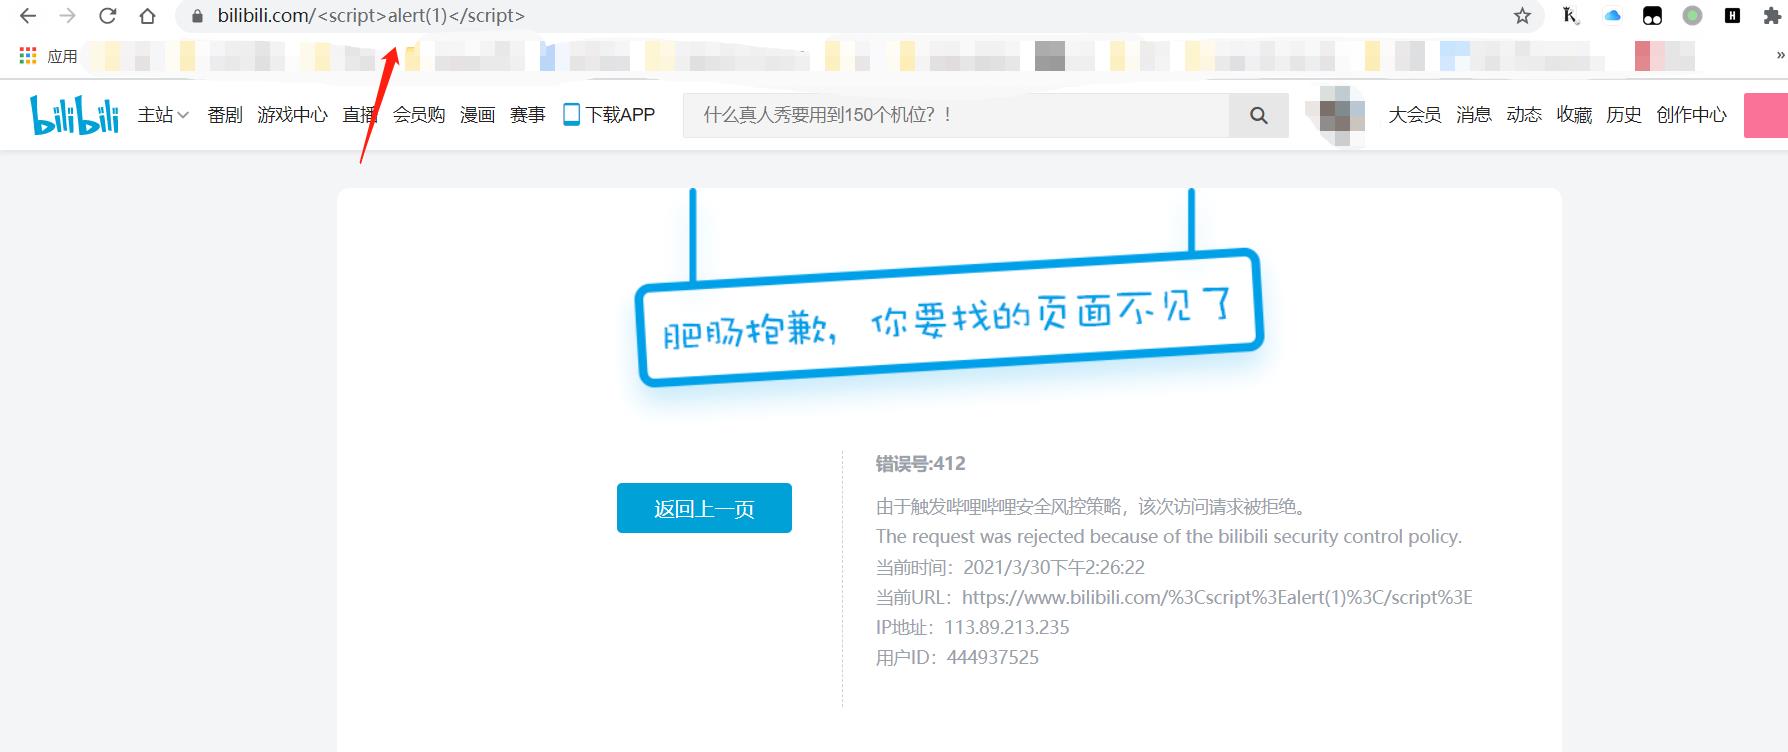 bilibili.com/<script>alert(1)</script>
应用
»
bilibili 主站 番剧 游戏中心 直播 会员购 漫画 赛事 下载APP 什么真人秀要用到150个机位?! 大会员 消息 动态 收藏 历史 创作中心
肥肠抱歉,你要找的页面不见了
返回上一页
错误号:412
由于触发哔哩哔哩安全风控策略,该次访问请求被拒绝。
The request was rejected because of the bilibili security control policy.
当前时间:2021/3/30下午2:26:22
当前URL:https://www.bilibili.com/%3Cscript%3Ealert(1)%3C/script%3E
IP地址:113.89.213.235
用户ID:444937525